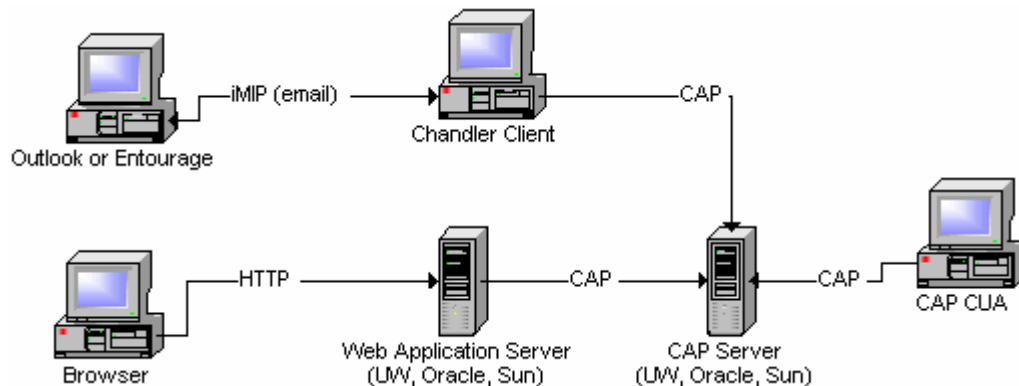 iMIP (email)
CAP
Outlook or Entourage
Chandler Client
HTTP
CAP
CAP
Browser
Web Application Server
(UW, Oracle, Sun)
CAP Server
(UW, Oracle, Sun)
CAP CUA